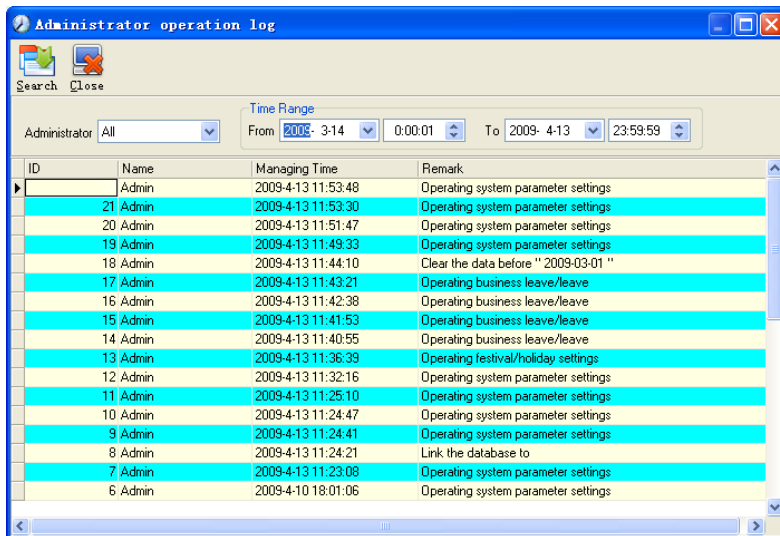 Administrator operation log
Search Close
Time Range
Administrator All From 2009- 3-14 0:00:01 To 2009- 4-13 23:59:59
ID Name Managing Time Remark
Admin 2009-4-13 11:53:48 Operating system parameter settings
21 Admin 2009-4-13 11:53:30 Operating system parameter settings
20 Admin 2009-4-13 11:51:47 Operating system parameter settings
19 Admin 2009-4-13 11:49:33 Operating system parameter settings
18 Admin 2009-4-13 11:44:10 Clear the data before " 2009-03-01 "
17 Admin 2009-4-13 11:43:21 Operating business leave/leave
16 Admin 2009-4-13 11:42:38 Operating business leave/leave
15 Admin 2009-4-13 11:41:53 Operating business leave/leave
14 Admin 2009-4-13 11:40:55 Operating business leave/leave
13 Admin 2009-4-13 11:36:39 Operating festival/holiday settings
12 Admin 2009-4-13 11:32:16 Operating system parameter settings
11 Admin 2009-4-13 11:25:10 Operating system parameter settings
10 Admin 2009-4-13 11:24:47 Operating system parameter settings
9 Admin 2009-4-13 11:24:41 Operating system parameter settings
8 Admin 2009-4-13 11:24:21 Link the database to
7 Admin 2009-4-13 11:23:08 Operating system parameter settings
6 Admin 2009-4-10 18:01:06 Operating system parameter settings